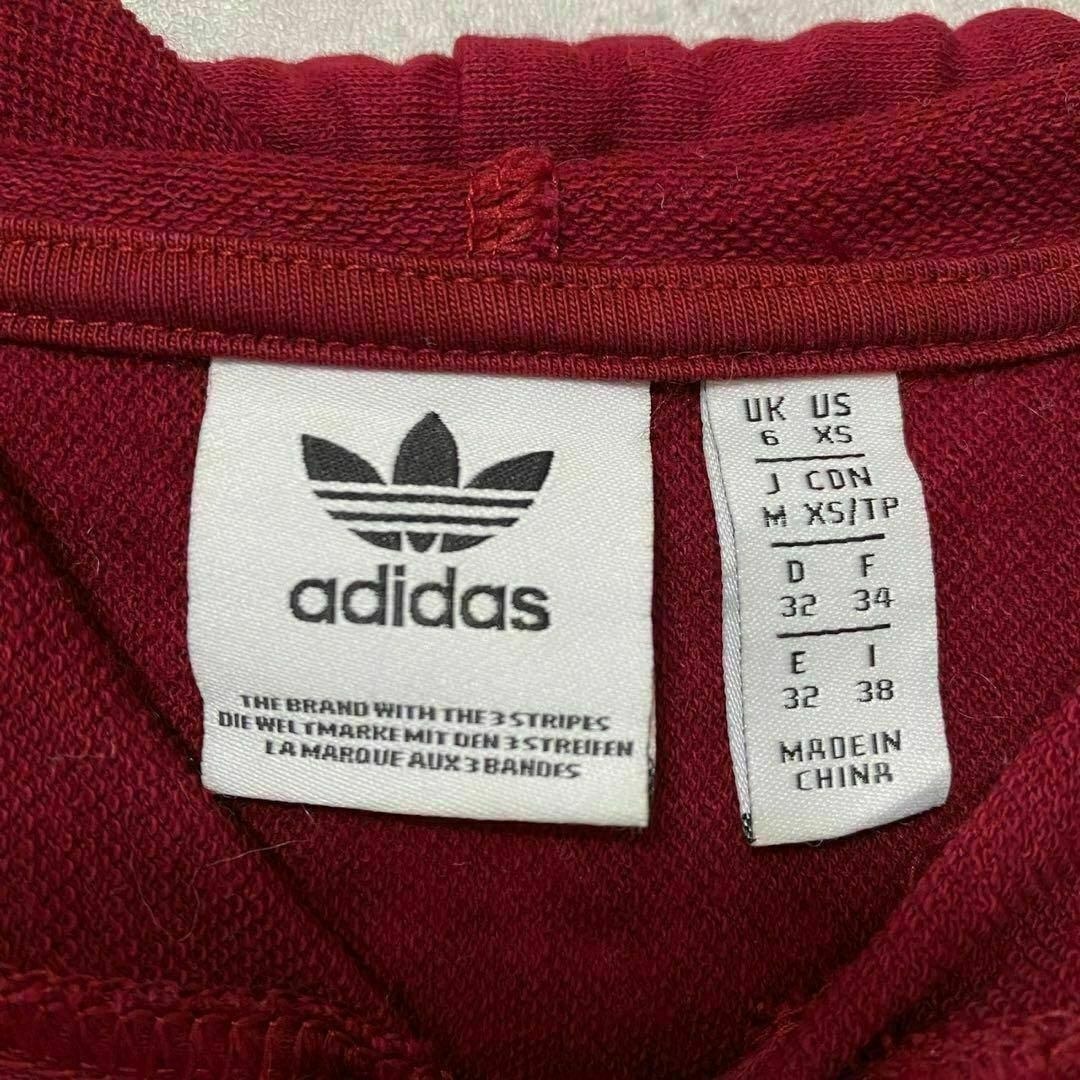 adidas
THE BRAND WITH THE 3 STRIPES
DIE WELTMARKE MIT DEN 3 STREIFEN
LA MARQUE AUX 3 BANDES
UK US
6 XS
J CDN
M XS/TP
D F
32 34
E I
32 38
MADE IN
CHINA